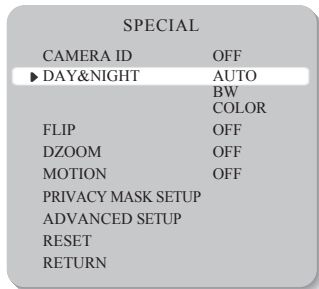 SPECIAL
CAMERA ID OFF
DAY&NIGHT AUTO
BW
COLOR
FLIP OFF
DZOOM OFF
MOTION OFF
PRIVACY MASK SETUP
ADVANCED SETUP
RESET
RETURN